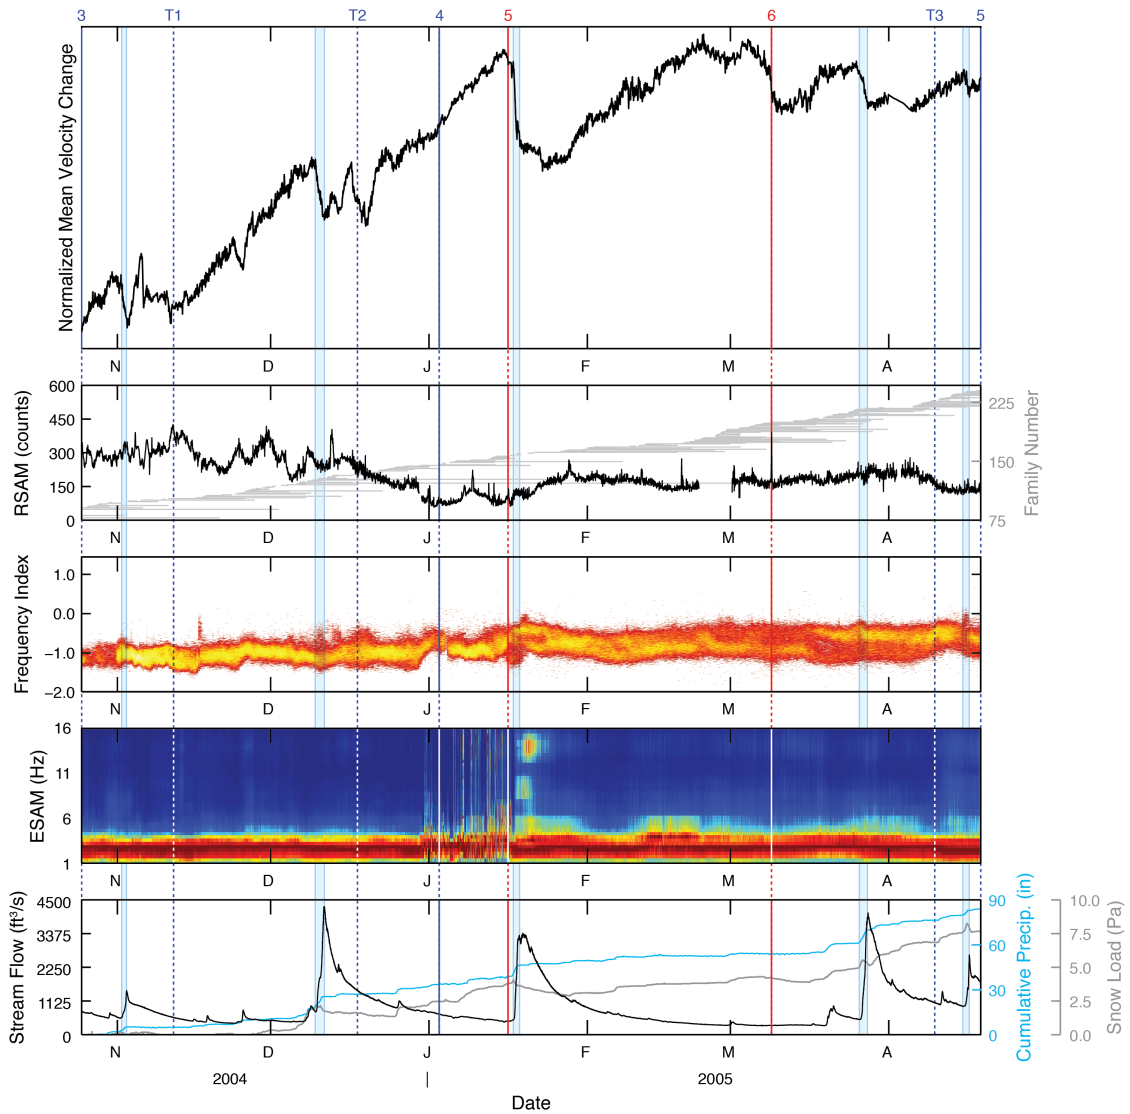 3 T1 T2 4 5 6 T3 5
Normalized Mean Velocity Change
N D J F M A
RSAM (counts)
600
450
300
150
0
225
150
75
Family Number
N D J F M A
Frequency Index
1.0
0.0
−1.0
−2.0
N D J F M A
ESAM (Hz)
16
11
6
1
N D J F M A
Stream Flow (ft³/s)
4500
3375
2250
1125
0
90
60
30
0
Cumulative Precip. (in)
10.0
7.5
5.0
2.5
0.0
Snow Load (Pa)
N D J F M A
2004 | 2005
Date